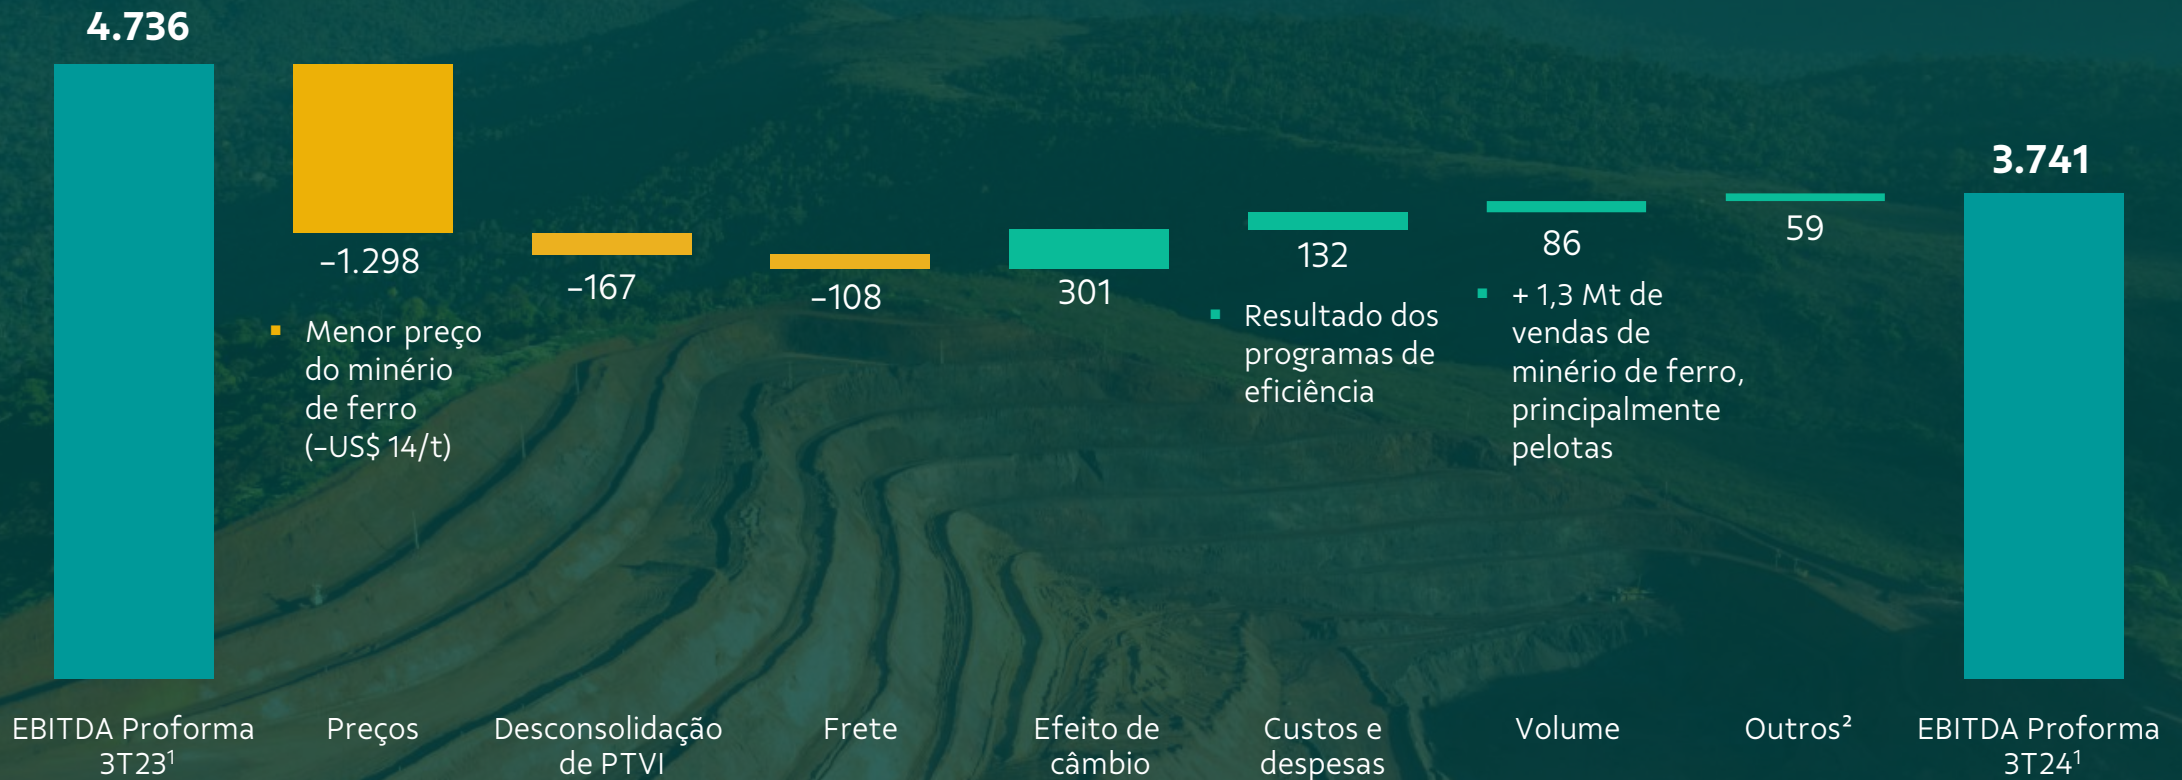 4.736
3.741
-1.298
-167
-108
301
132
86
59
▪ Menor preço
do minério
de ferro
(-US$ 14/t)
▪ Resultado dos
programas de
eficiência
▪ + 1,3 Mt de
vendas de
minério de ferro,
principalmente
pelotas
EBITDA Proforma
3T23¹
Preços
Desconsolidação
de PTVI
Frete
Efeito de
câmbio
Custos e
despesas
Volume
Outros²
EBITDA Proforma
3T24¹